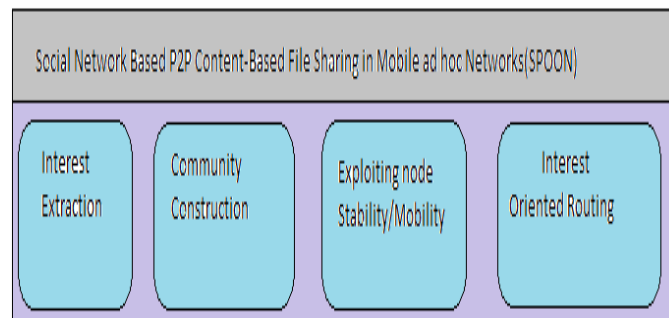 Social Network Based P2P Content-Based File Sharing in Mobile ad hoc Networks(SPOON)
Interest
Extraction
Community
Construction
Exploiting node
Stability/Mobility
Interest
Oriented Routing